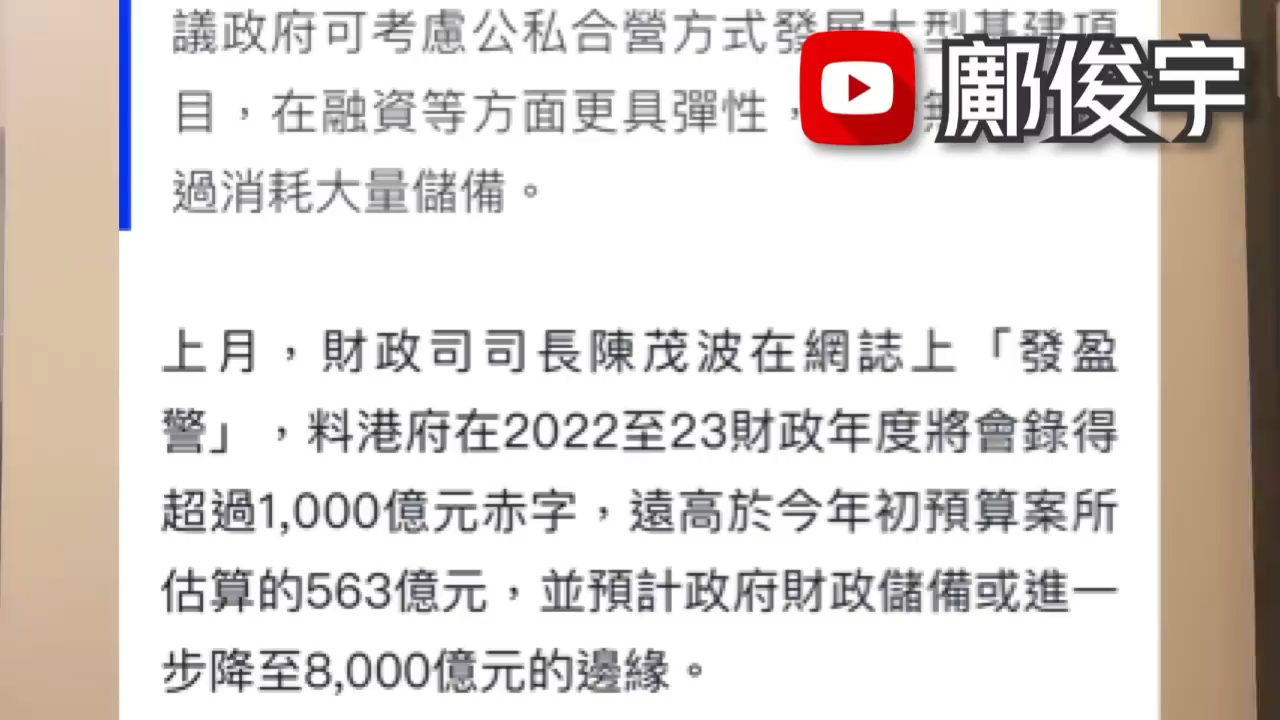 議政府可考慮公私合營方式發展大型基建項
目，在融資等方面更具彈性，
過消耗大量儲備。
鄺俊宇
上月，財政司司長陳茂波在網誌上「發盈
警」，料港府在2022至23財政年度將會錄得
超過1,000億元赤字，遠高於今年初預算案所
估算的563億元，並預計政府財政儲備或進一
步降至8,000億元的邊緣。